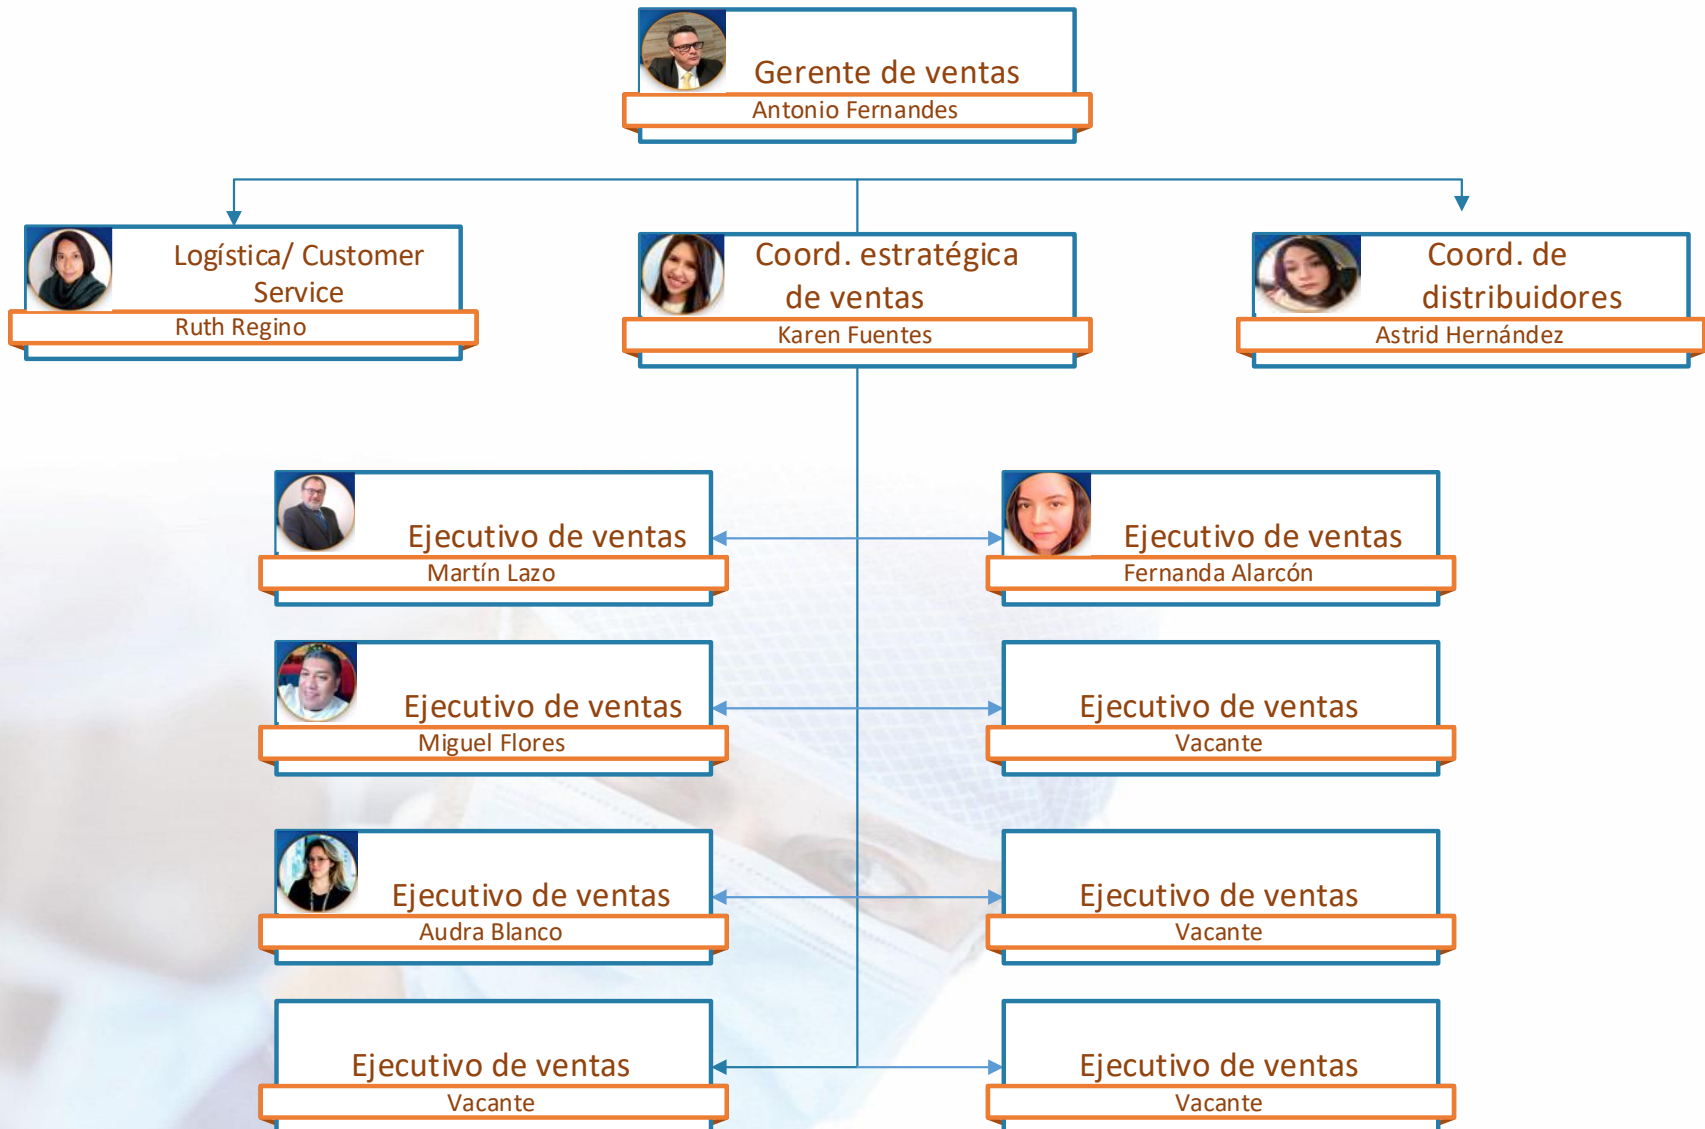 Gerente de ventas
Antonio Fernandes
Logística/ Customer
Service
Ruth Regino
Coord. estratégica
de ventas
Karen Fuentes
Coord. de
distribuidores
Astrid Hernández
Ejecutivo de ventas
Martín Lazo
Ejecutivo de ventas
Fernanda Alarcón
Ejecutivo de ventas
Miguel Flores
Ejecutivo de ventas
Vacante
Ejecutivo de ventas
Audra Blanco
Ejecutivo de ventas
Vacante
Ejecutivo de ventas
Vacante
Ejecutivo de ventas
Vacante